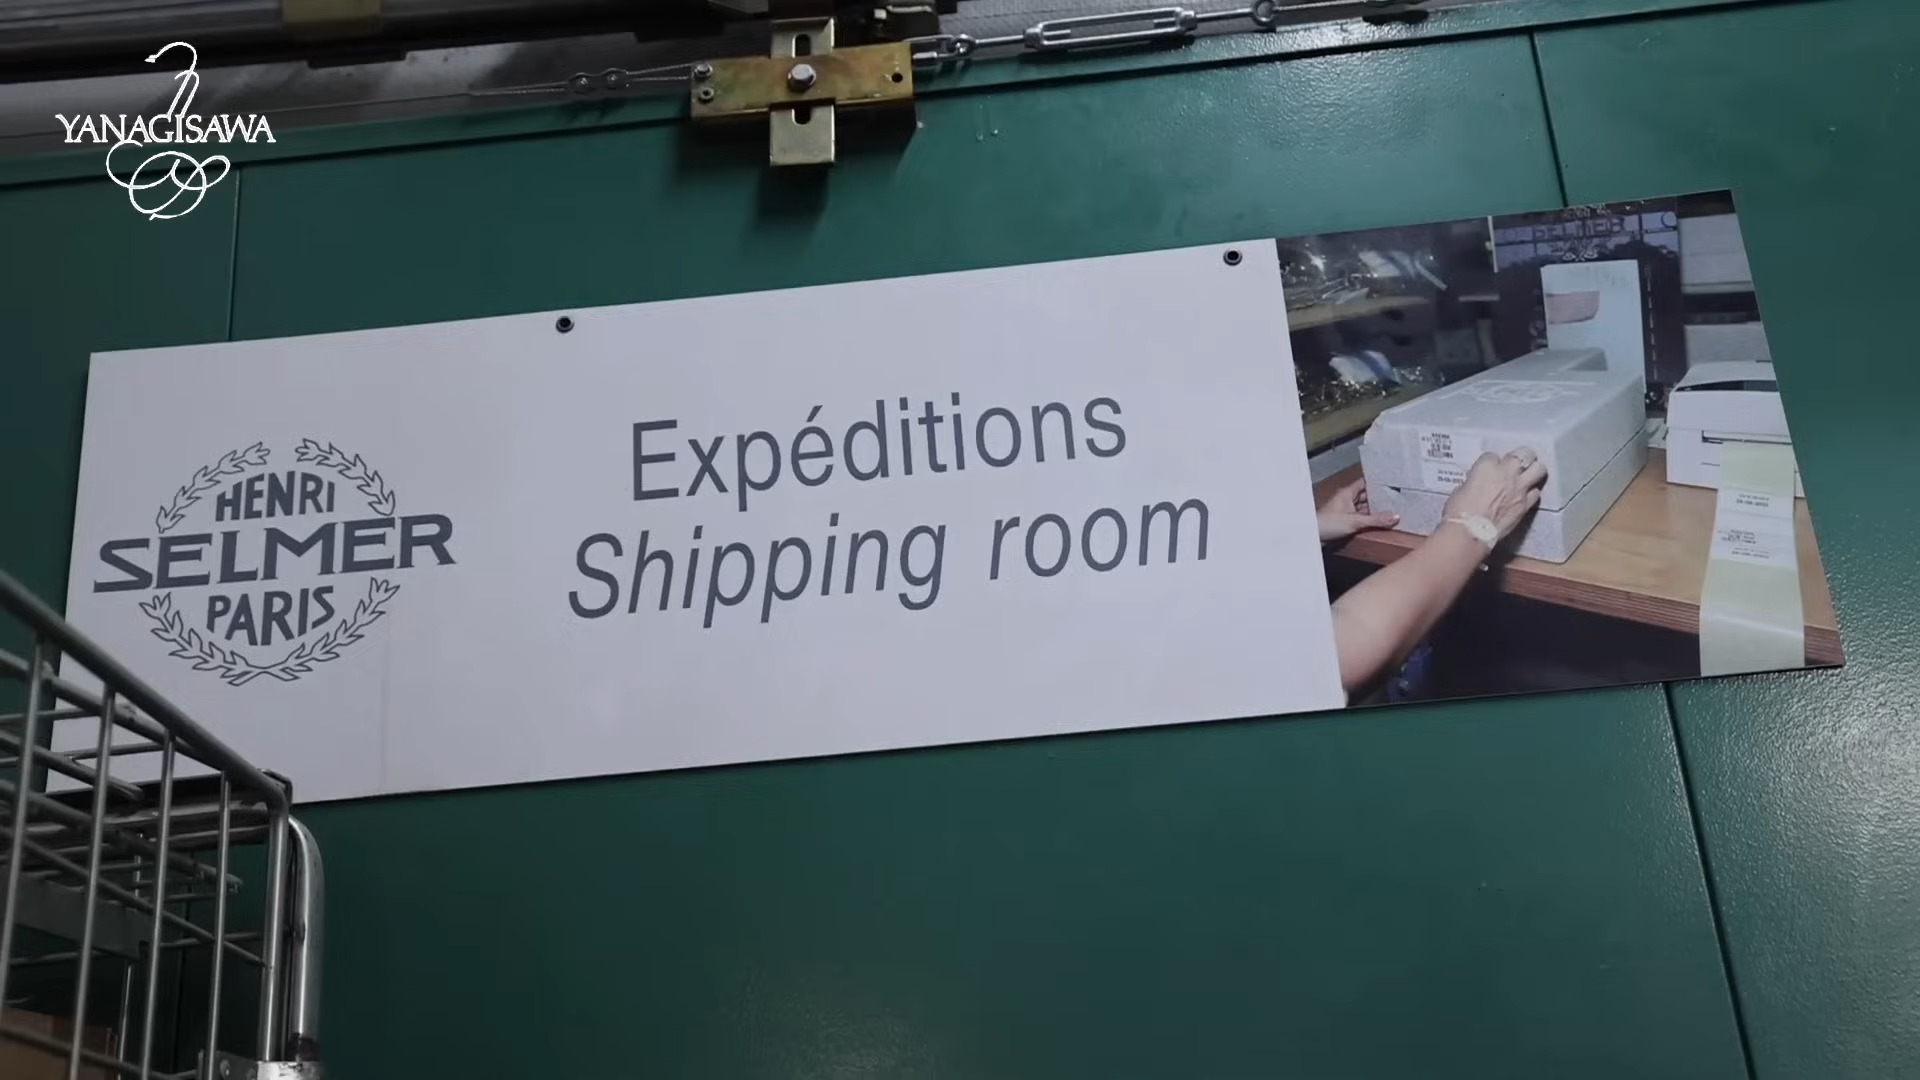 YANAGISAWA
HENRI
SELMER
PARIS
Expéditions
Shipping room